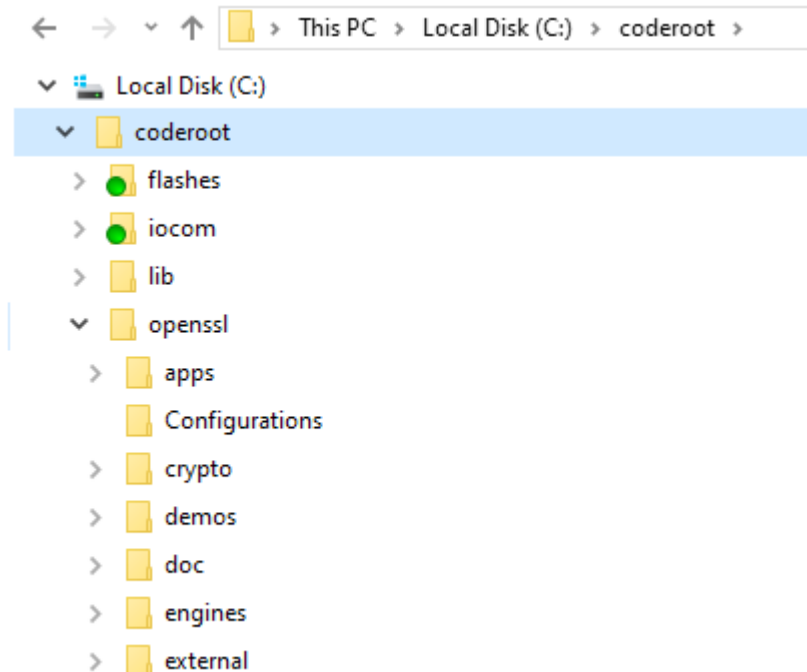 This PC > Local Disk (C:) > coderoot >
Local Disk (C:)
coderoot
flashes
iocom
lib
openssl
apps
Configurations
crypto
demos
doc
engines
external